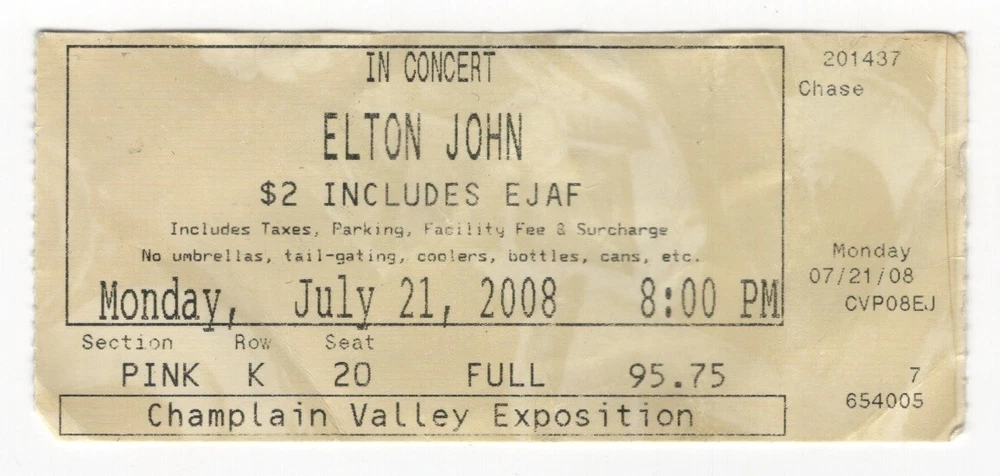 IN CONCERT
ELTON JOHN
$2 INCLUDES EJAF
Includes Taxes, Parking, Facility Fee & Surcharge
No umbrellas, tail-gating, coolers, bottles, cans, etc.
Monday, July 21, 2008 8:00 PM
Section Row Seat
PINK K 20 FULL 95.75
Champlain Valley Exposition
201437
Chase
Monday
07/21/08
CVP08EJ
7
654005